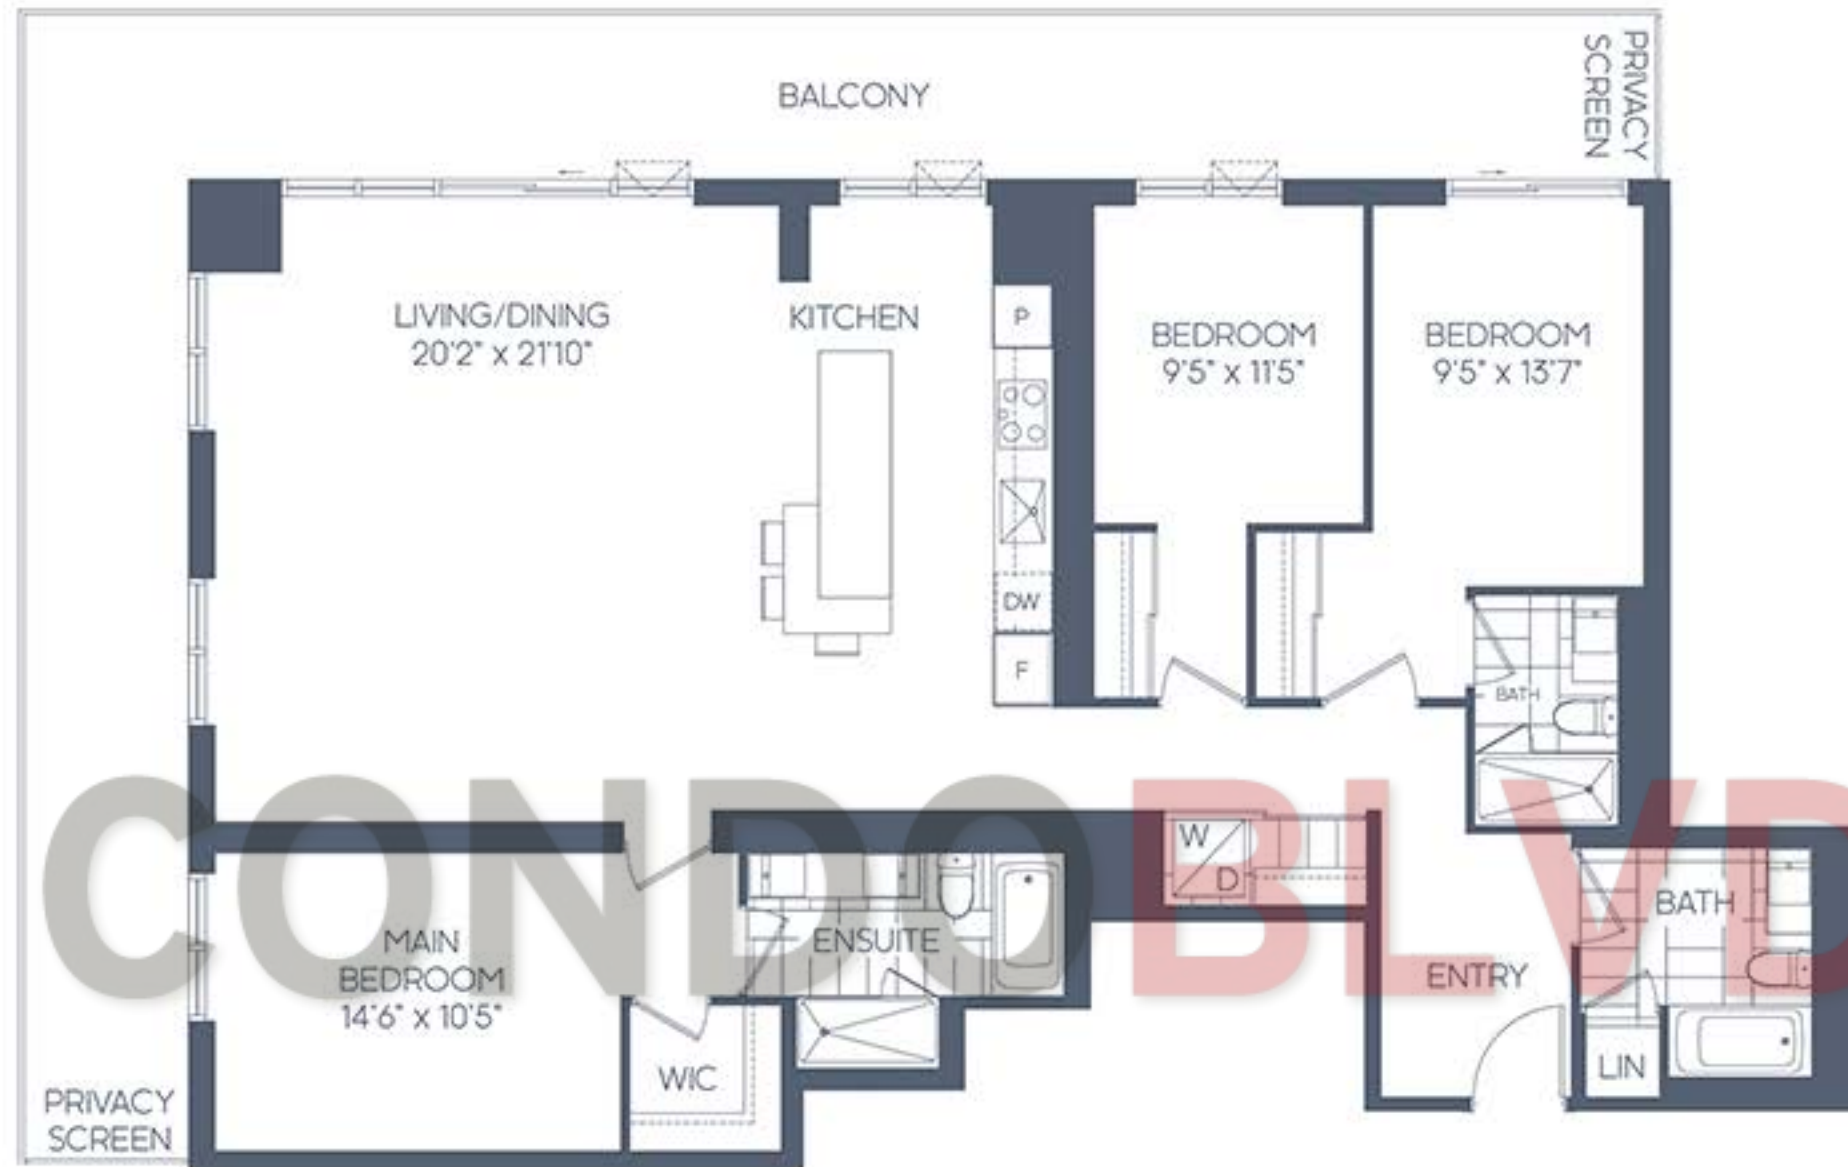 BALCONY
PRIVACY
SCREEN
LIVING/DINING
20'2" x 21'10"
KITCHEN
P
BEDROOM
9'5" x 11'5"
BEDROOM
9'5" x 13'7"
DW
F
BATH
CONDOBLVD
W
D
MAIN
BEDROOM
14'6" x 10'5"
ENSUITE
BATH
ENTRY
WIC
LIN
PRIVACY
SCREEN